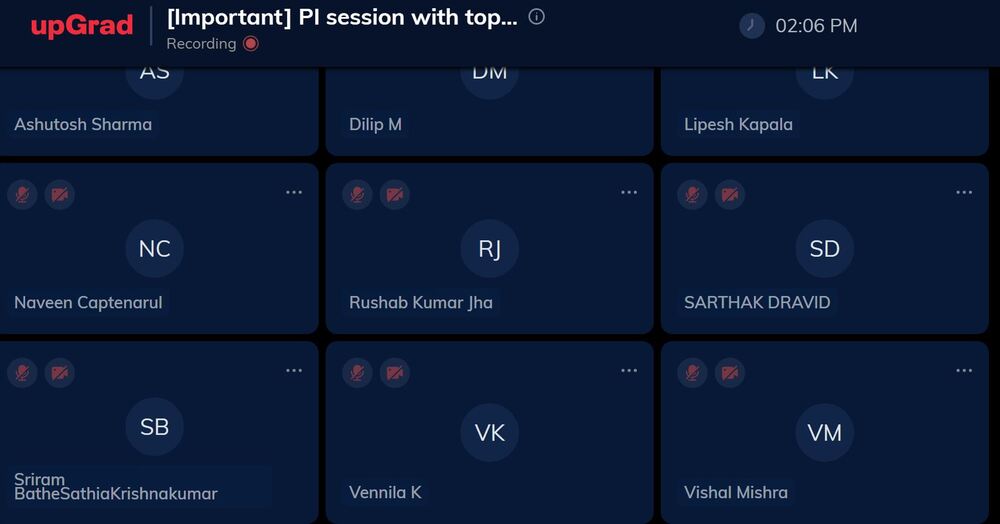 upGrad
[Important] PI session with top...
Recording
02:06 PM
AS
DM
LK
Ashutosh Sharma
Dilip M
Lipesh Kapala
NC
RJ
SD
Naveen Captenarul
Rushab Kumar Jha
SARTHAK DRAVID
SB
VK
VM
Sriram
BatheSathiaKrishnakumar
Vennila K
Vishal Mishra